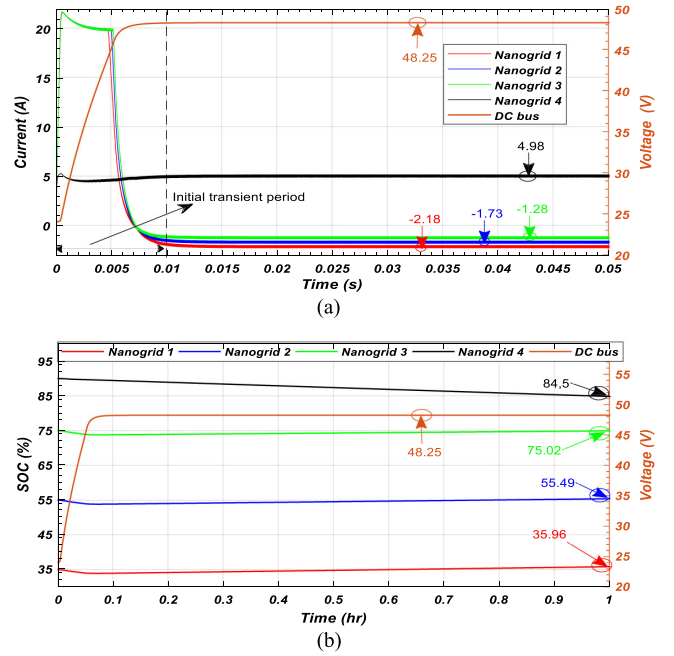 20
15
10
5
0
Current (A)
50
45
40
35
30
25
20
Voltage (V)
48.25
Nanogrid 1
Nanogrid 2
Nanogrid 3
Nanogrid 4
DC bus
4.98
Initial transient period
-2.18
-1.73
-1.28
0 0.005 0.01 0.015 0.02 0.025 0.03 0.035 0.04 0.045 0.05
Time (s)
(a)
Nanogrid 1 Nanogrid 2 Nanogrid 3 Nanogrid 4 DC bus
95
85
75
65
55
45
35
SOC (%)
55
50
45
40
35
30
25
20
Voltage (V)
84,5
48.25
75.02
55.49
35.96
0 0.1 0.2 0.3 0.4 0.5 0.6 0.7 0.8 0.9 1
Time (hr)
(b)